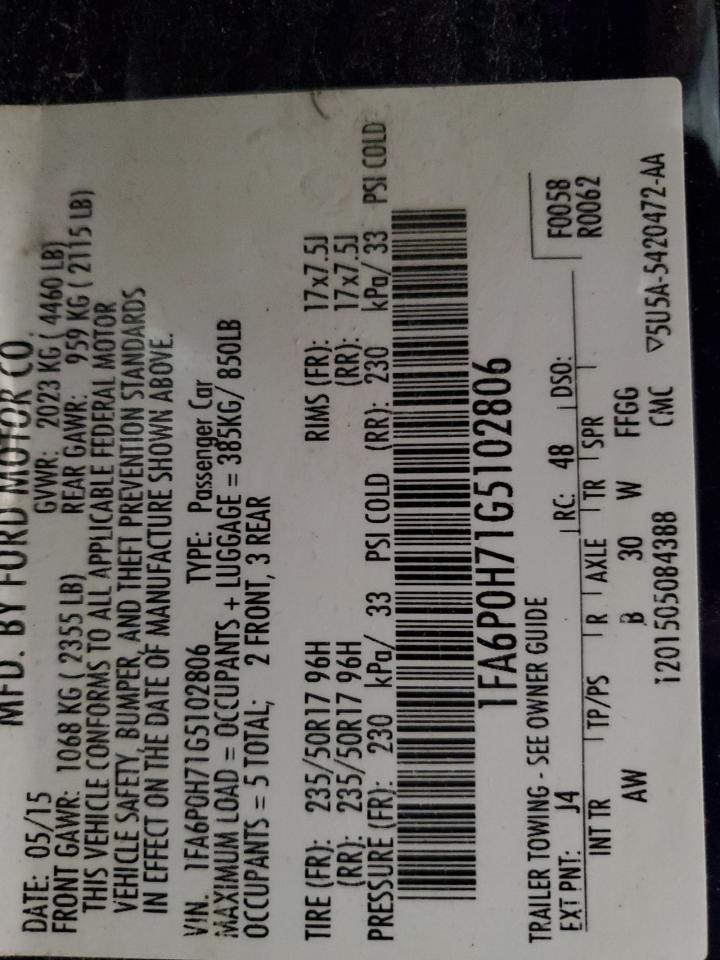 MFD. BY FORD MOTOR CO.
DATE: 05/15 GVWR: 2023 KG ( 4460 LB)
FRONT GAWR: 1068 KG ( 2355 LB) REAR GAWR: 959 KG ( 2115 LB)
THIS VEHICLE CONFORMS TO ALL APPLICABLE FEDERAL MOTOR
VEHICLE SAFETY, BUMPER, AND THEFT PREVENTION STANDARDS
IN EFFECT ON THE DATE OF MANUFACTURE SHOWN ABOVE.
VIN. 1FA6P0H71G5102806 TYPE: Passenger Car
MAXIMUM LOAD = OCCUPANTS + LUGGAGE = 385KG/ 850LB
OCCUPANTS = 5 TOTAL; 2 FRONT, 3 REAR
TIRE (FR): 235/50R17 96H RIMS (FR): 17x7.5J
(RR): 235/50R17 96H (RR): 17x7.5J
PRESSURE (FR): 230 kPa/ 33 PSI COLD (RR): 230 kPa/ 33 PSI COLD
1FA6P0H71G5102806
TRAILER TOWING - SEE OWNER GUIDE
F0058
EXT PNT: J4 RC: 48 DSO: R0062
INT TR TP/PS R AXLE TR SPR
AW B 30 W FFGG
i201505084388 CMC ▽5U5A-5420472-AA